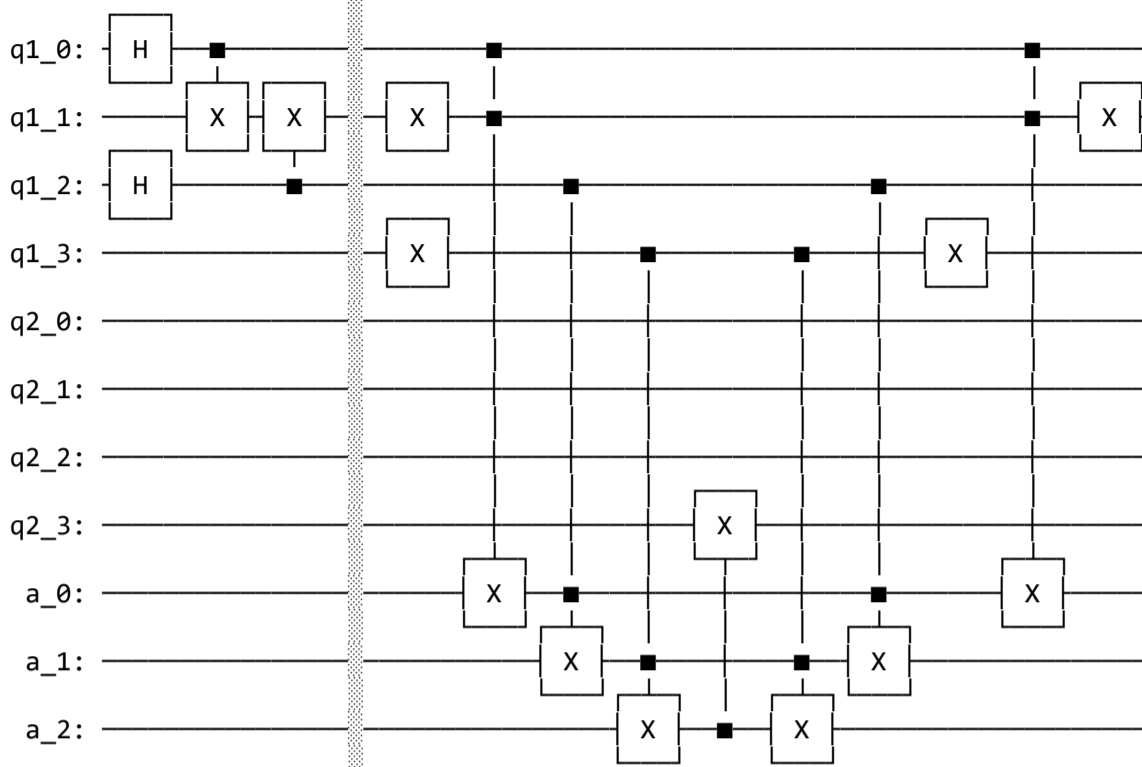 q1_0: H
q1_1: X X X X
q1_2: H
q1_3: X X
q2_0:
q2_1:
q2_2:
q2_3: X
a_0: X X
a_1: X X
a_2: X X